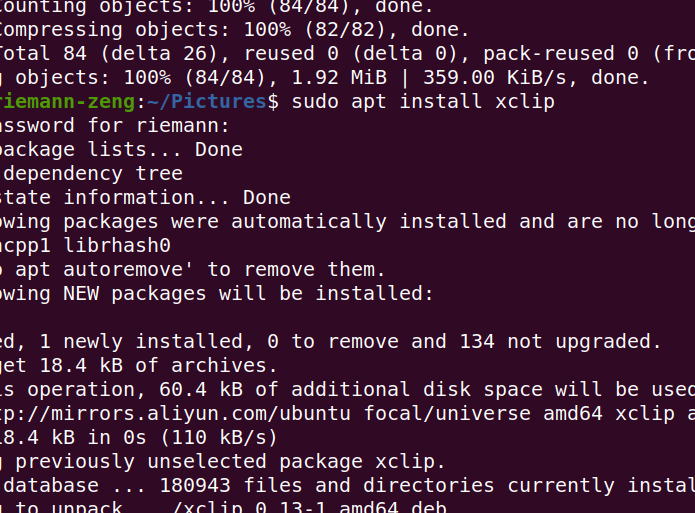 ounting objects: 100% (84/84), done.
Compressing objects: 100% (82/82), done.
Total 84 (delta 26), reused 0 (delta 0), pack-reused 0 (fro
g objects: 100% (84/84), 1.92 MiB | 359.00 KiB/s, done.
riemann-zeng:~/Pictures$ sudo apt install xclip
assword for riemann:
package lists... Done
dependency tree
state information... Done
owing packages were automatically installed and are no long
ncpp1 librhash0
o apt autoremove' to remove them.
owing NEW packages will be installed:
ed, 1 newly installed, 0 to remove and 134 not upgraded.
get 18.4 kB of archives.
is operation, 60.4 kB of additional disk space will be used
tp://mirrors.aliyun.com/ubuntu focal/universe amd64 xclip a
18.4 kB in 0s (110 kB/s)
g previously unselected package xclip.
database ... 180943 files and directories currently instal
g to unpack .../xclip_0.13-1_amd64.deb